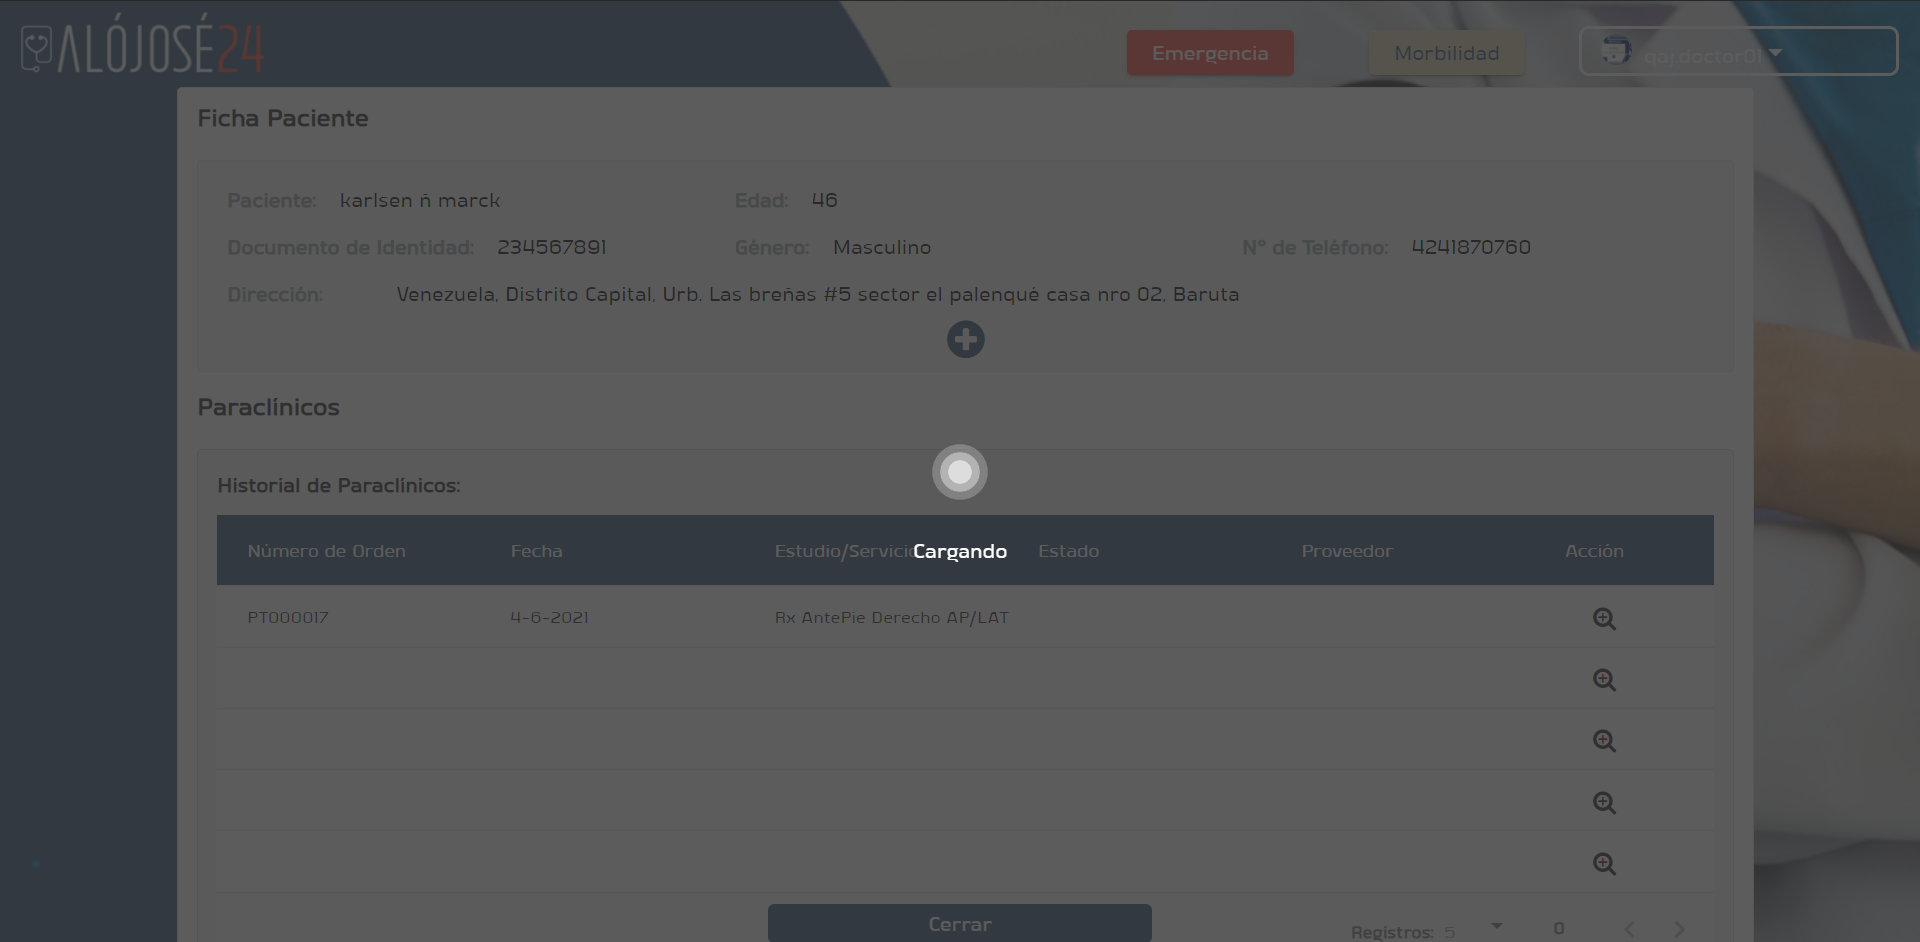 ALÓJOSÉ24
Emergencia
Morbilidad
qaj.doctor01
Ficha Paciente
Paciente: karlsen ñ marck
Edad: 46
Documento de Identidad: 234567891
Género: Masculino
N° de Teléfono: 4241870760
Dirección: Venezuela, Distrito Capital, Urb. Las breñas #5 sector el palenqué casa nro 02, Baruta
Paraclínicos
Historial de Paraclínicos:
Número de Orden Fecha Estudio/Servicio Estado Proveedor Acción
Cargando
PT000017 4-6-2021 Rx AntePie Derecho AP/LAT
Cerrar
Registros: 5 0